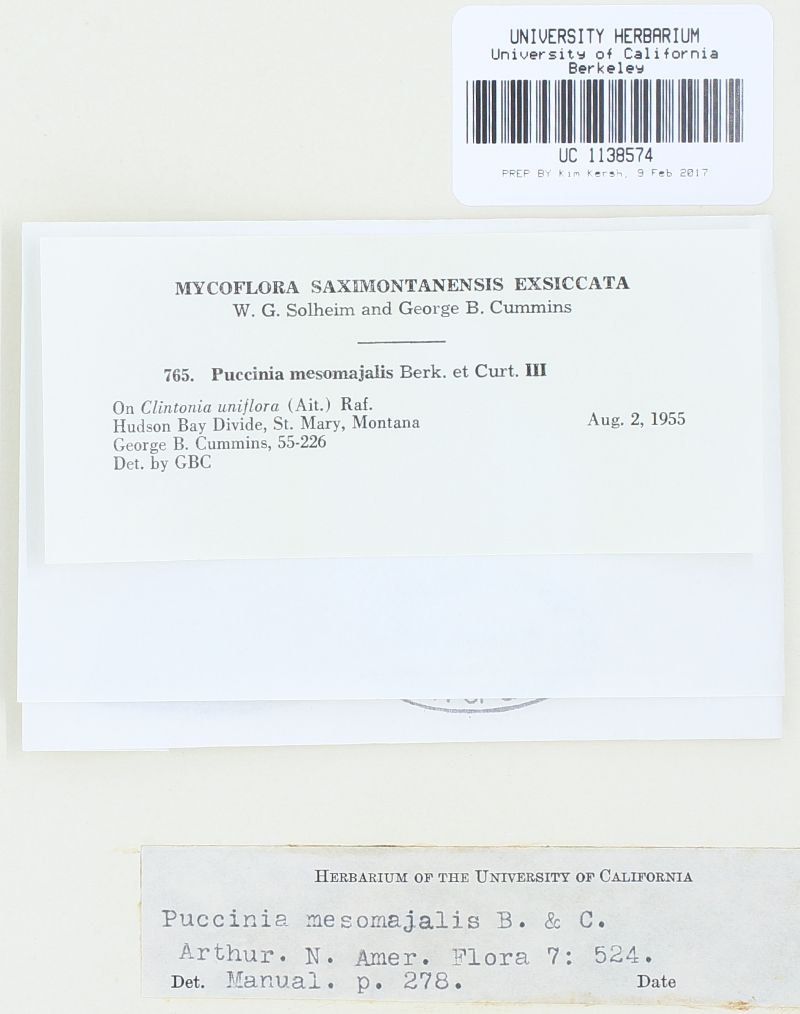 UNIVERSITY HERBARIUM
University of California
Berkeley
UC 1138574
PREP BY Kim Kersh, 9 Feb 2017
MYCOFLORA SAXIMONTANENSIS EXSICCATA
W. G. Solheim and George B. Cummins
765. Puccinia mesomajalis Berk. et Curt. III
On Clintonia uniflora (Ait.) Raf.
Hudson Bay Divide, St. Mary, Montana
Aug. 2, 1955
George B. Cummins, 55-226
Det. by GBC
HERBARIUM OF THE UNIVERSITY OF CALIFORNIA
Puccinia mesomajalis B. & C.
Arthur. N. Amer. Flora 7: 524.
Det. Manual. p. 278. Date